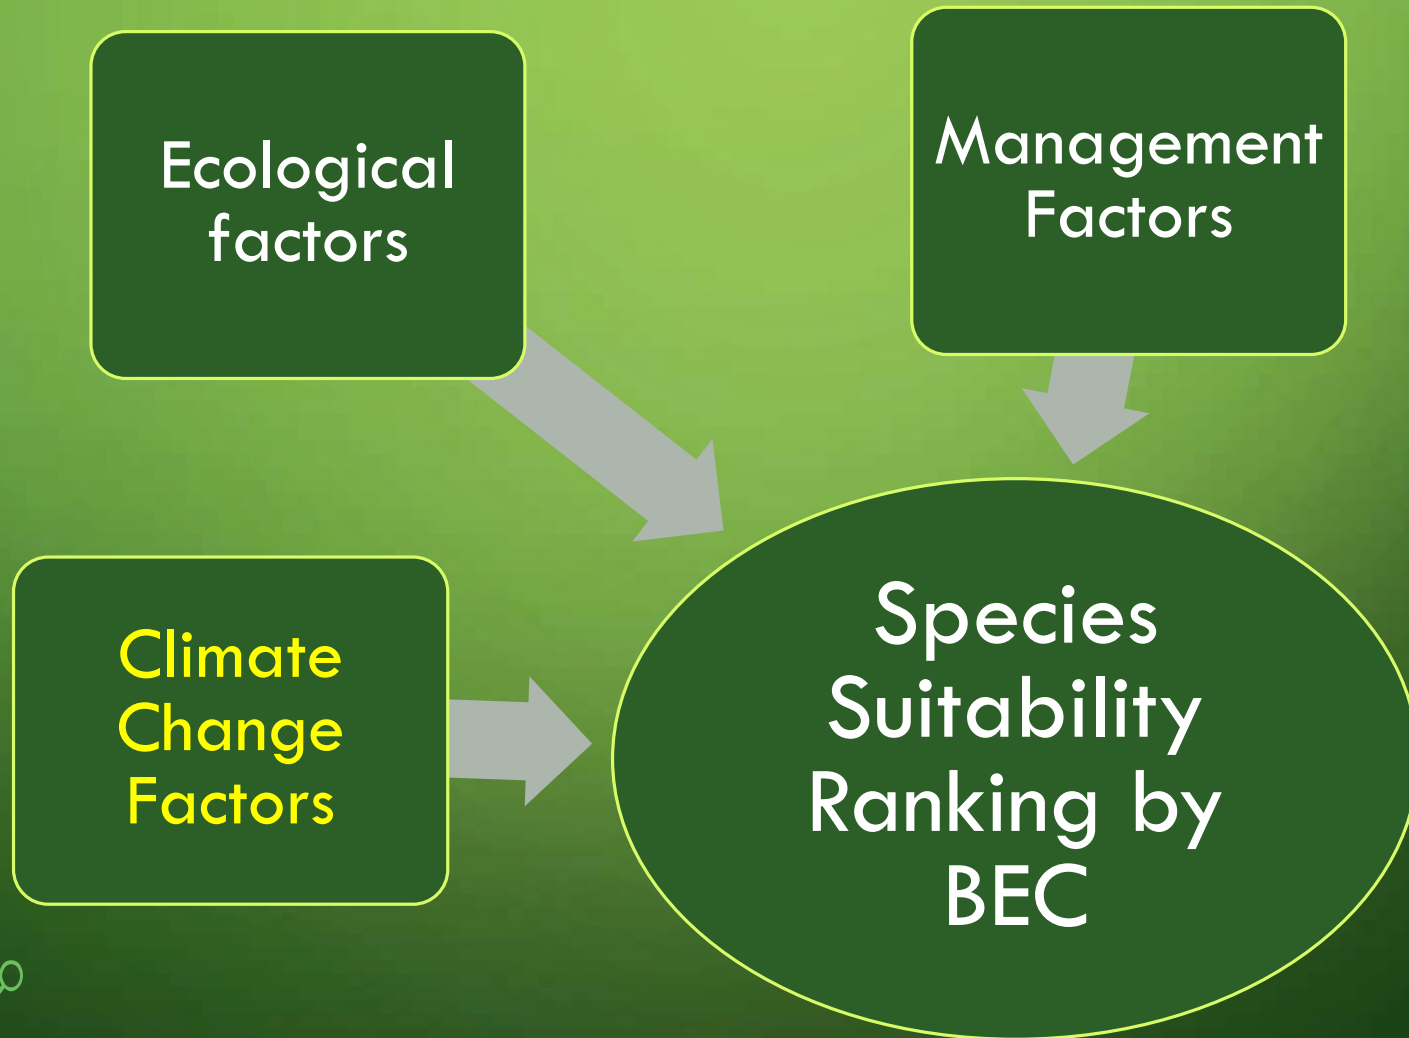 Ecological
factors
Management
Factors
Climate
Change
Factors
Species
Suitability
Ranking by
BEC